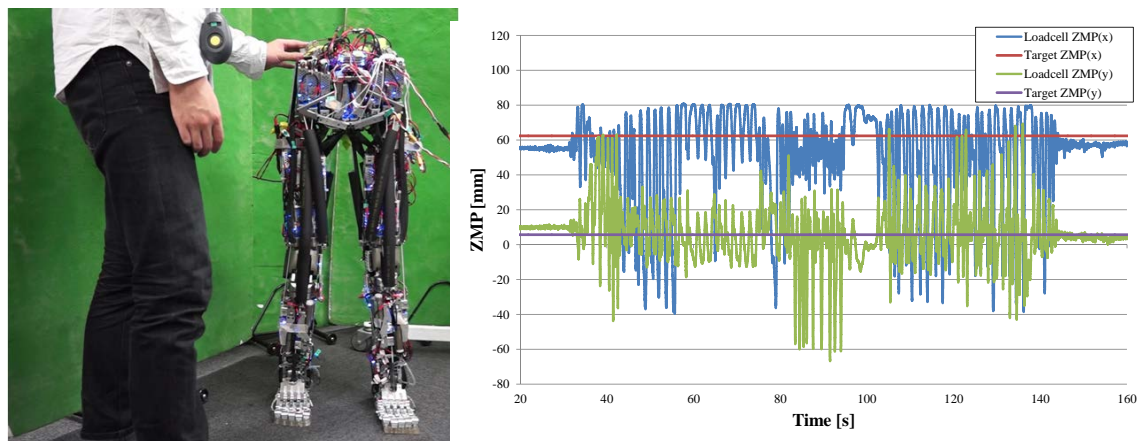 Loadcell ZMP(x)
Target ZMP(x)
Loadcell ZMP(y)
Target ZMP(y)
120
100
80
60
40
20
0
-20
-40
-60
-80
ZMP [mm]
20 40 60 80 100 120 140 160
Time [s]